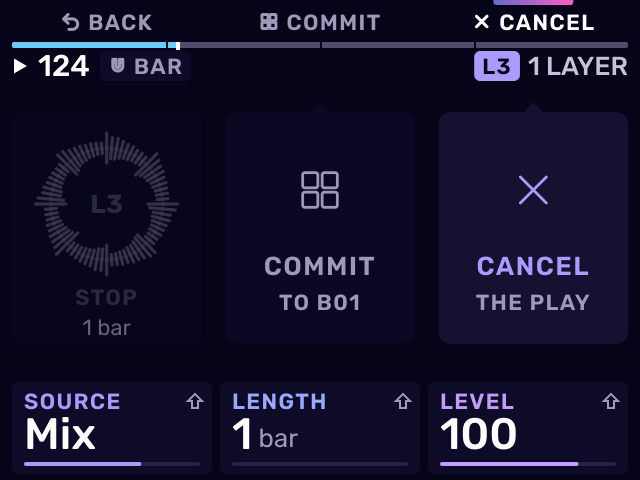 BACK
COMMIT
CANCEL
124
BAR
L3
1 LAYER
L3
STOP
1 bar
COMMIT
TO B01
CANCEL
THE PLAY
SOURCE
Mix
LENGTH
1 bar
LEVEL
100